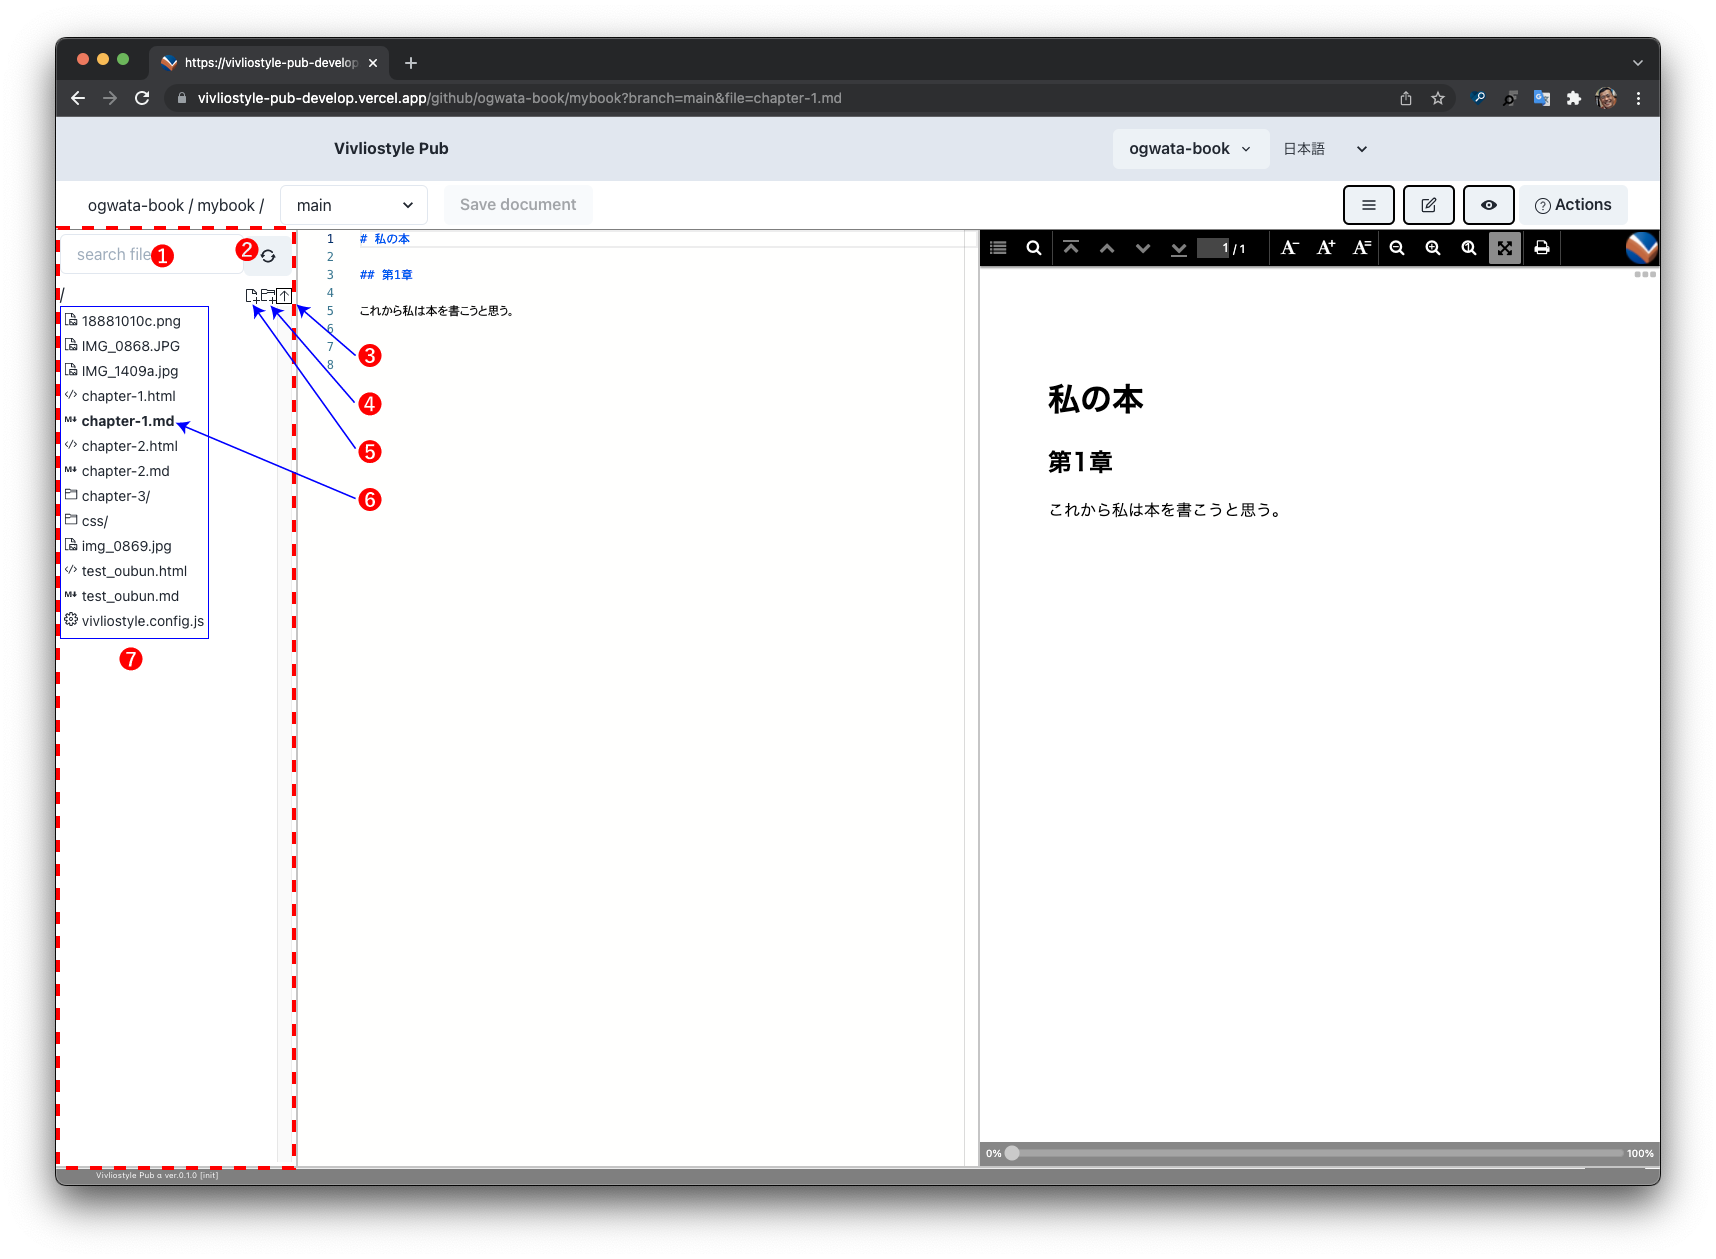 https://vivliostyle-pub-develop
vivliostyle-pub-develop.vercel.app/github/ogwata-book/mybook?branch=main&file=chapter-1.md
Vivliostyle Pub
ogwata-book
日本語
ogwata-book / mybook /
main
Save document
Actions
search file
1
2
/
18881010c.png
IMG_0868.JPG
IMG_1409a.jpg
chapter-1.html
chapter-1.md
chapter-2.html
chapter-2.md
chapter-3/
css/
img_0869.jpg
test_oubun.html
test_oubun.md
vivliostyle.config.js
7
3
4
5
6
1 # 私の本
2
3 ## 第1章
4
5 これから私は本を書こうと思う。
6
7
8
1 / 1
A- A+ A=
私の本
第1章
これから私は本を書こうと思う。
0% 100%
Vivliostyle Pub α ver.0.1.0 [init]